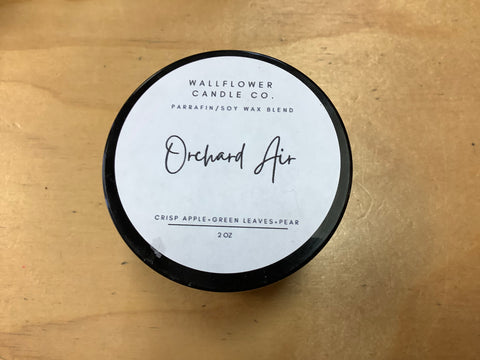 WALLFLOWER
CANDLE CO.
PARRAFIN/SOY WAX BLEND
Orchard Air
CRISP APPLE•GREEN LEAVES•PEAR
2 OZ